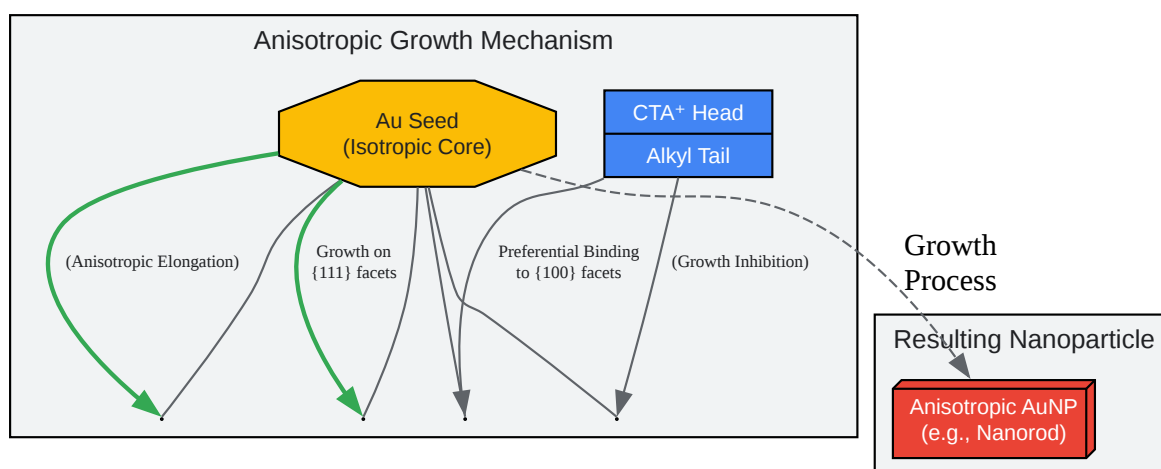 Anisotropic Growth Mechanism
Au Seed
(Isotropic Core)
CTA⁺ Head
Alkyl Tail
(Anisotropic Elongation)
Growth on
{111} facets
Preferential Binding
to {100} facets
(Growth Inhibition)
Growth
Process
Resulting Nanoparticle
Anisotropic AuNP
(e.g., Nanorod)